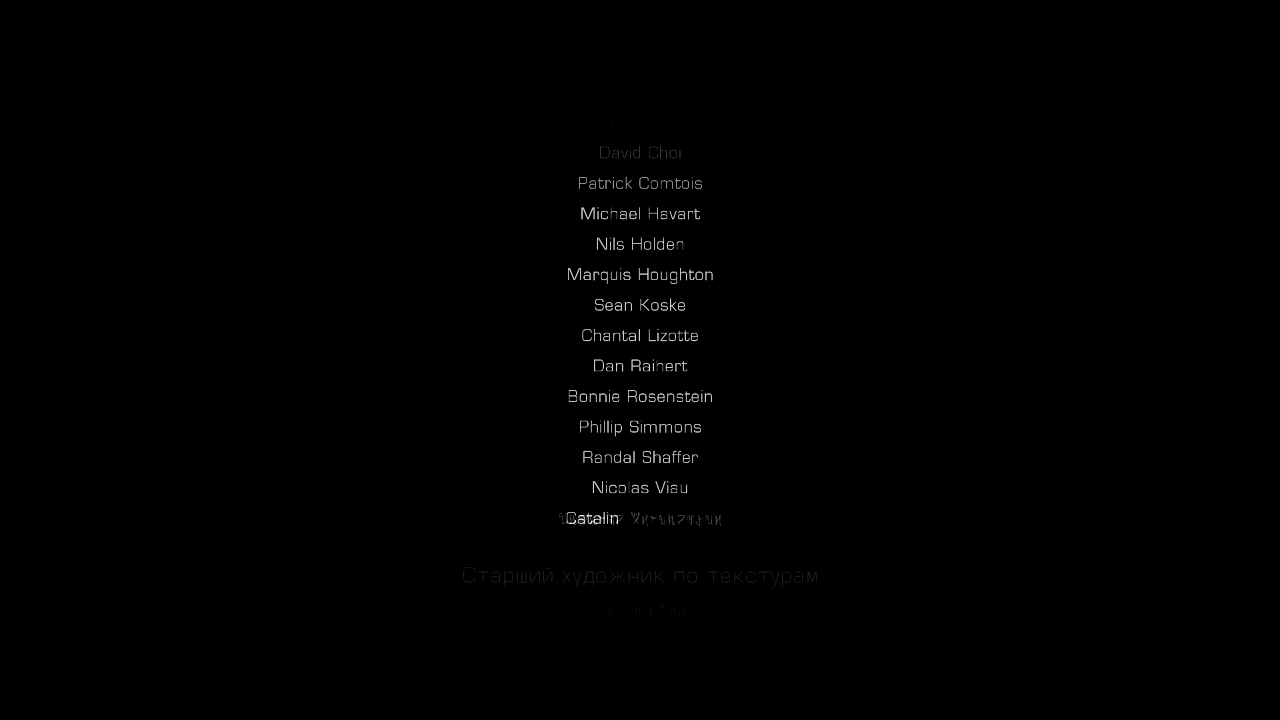 David Choi
Patrick Comtois
Michael Havart
Nils Holden
Marquis Houghton
Sean Koske
Chantal Lizotte
Dan Rainert
Bonnie Rosenstein
Phillip Simmons
Randal Shaffer
Nicolas Viau
Catalin
Старший художник по текстурам